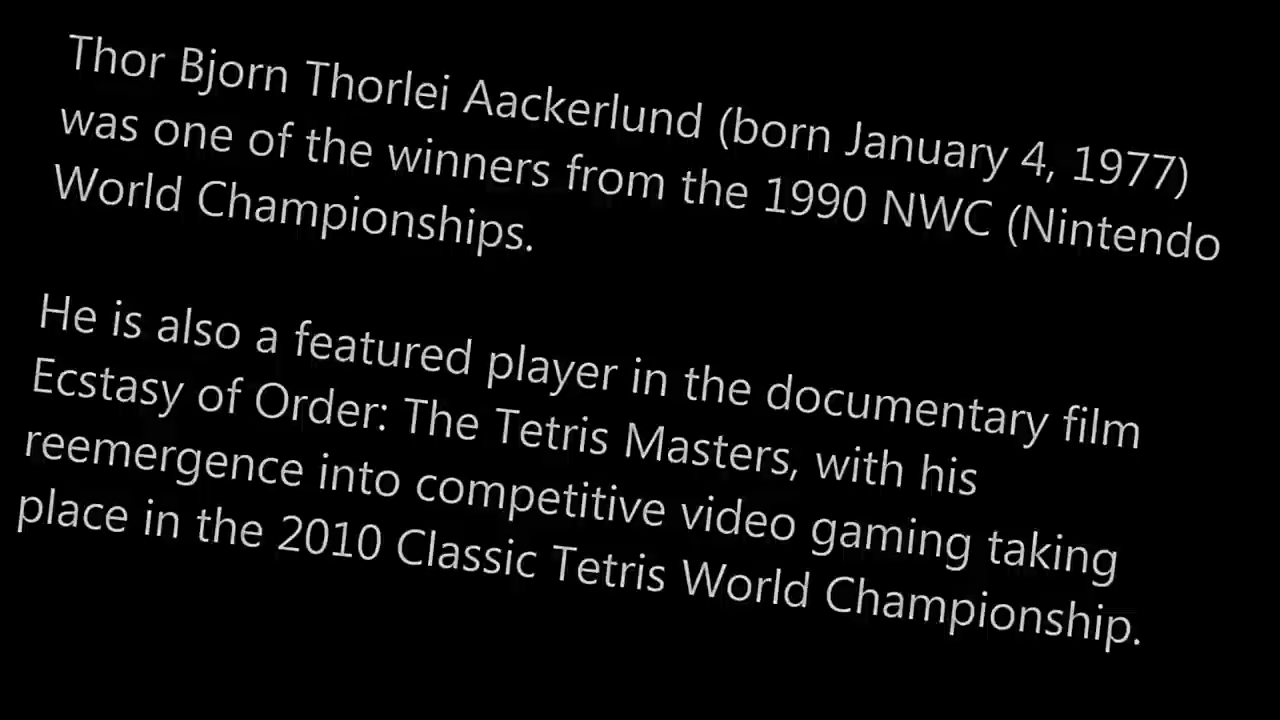 Thor Bjorn Thorlei Aackerlund (born January 4, 1977)
was one of the winners from the 1990 NWC (Nintendo
World Championships.
He is also a featured player in the documentary film
Ecstasy of Order: The Tetris Masters, with his
reemergence into competitive video gaming taking
place in the 2010 Classic Tetris World Championship.